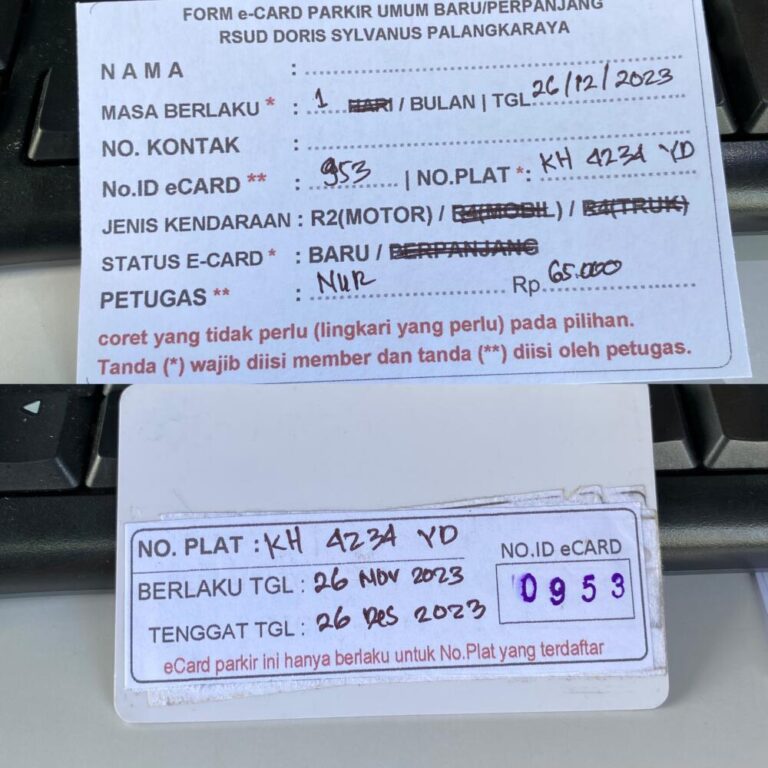 FORM e-CARD PARKIR UMUM BARU/PERPANJANG
RSUD DORIS SYLVANUS PALANGKARAYA
NAMA :
MASA BERLAKU * : 1 HARI / BULAN | TGL 26/12/2023
NO. KONTAK :
No.ID eCARD ** : 953 | NO.PLAT * : KH 4234 YD
JENIS KENDARAAN : R2(MOTOR) / R4(MOBIL) / R4(TRUK)
STATUS E-CARD * : BARU / PERPANJANG
PETUGAS ** : NUR Rp. 65.000
coret yang tidak perlu (lingkari yang perlu) pada pilihan.
Tanda (*) wajib diisi member dan tanda (**) diisi oleh petugas.
NO. PLAT : KH 4234 YD
BERLAKU TGL : 26 Nov 2023
TENGGAT TGL : 26 Des 2023
NO.ID eCARD
0953
eCard parkir ini hanya berlaku untuk No.Plat yang terdaftar